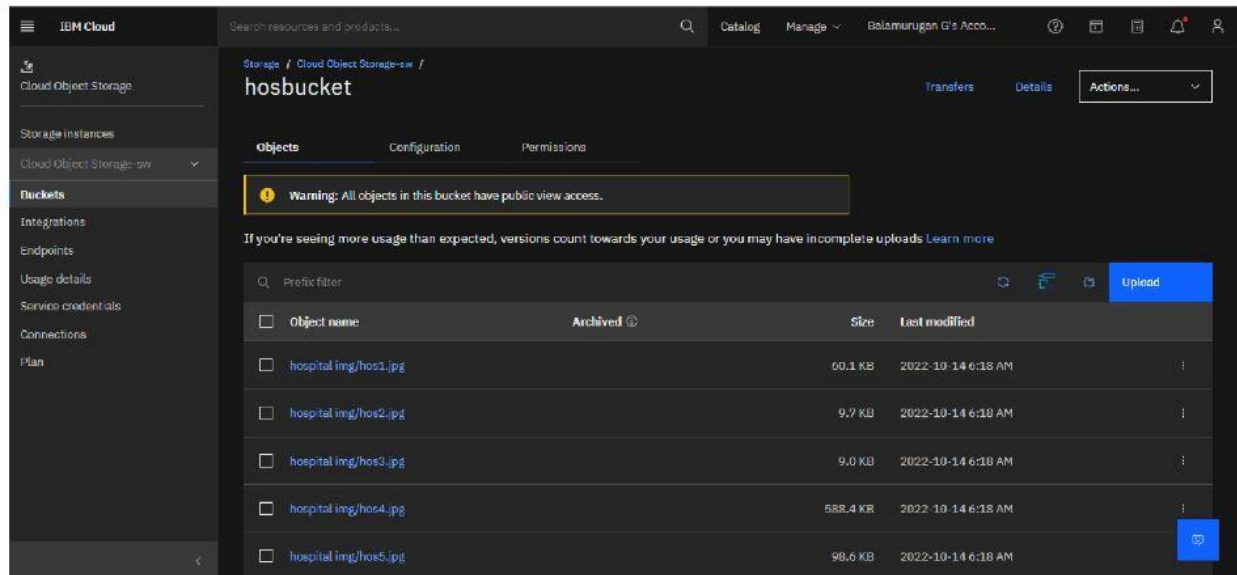 IBM Cloud
Search resources and products...
Catalog
Manage
Balamurugan G's Acco...
Cloud Object Storage
Storage instances
Cloud Object Storage-sw
Buckets
Integrations
Endpoints
Usage details
Service credentials
Connections
Plan
Storage / Cloud Object Storage-sw /
hosbucket
Transfers
Details
Actions...
Objects
Configuration
Permissions
Warning: All objects in this bucket have public view access.
If you're seeing more usage than expected, versions count towards your usage or you may have incomplete uploads Learn more
Prefix filter
Upload
Object name Archived Size Last modified
hospital img/hos1.jpg 60.1 KB 2022-10-14 6:18 AM
hospital img/hos2.jpg 9.7 KB 2022-10-14 6:18 AM
hospital img/hos3.jpg 9.0 KB 2022-10-14 6:18 AM
hospital img/hos4.jpg 588.4 KB 2022-10-14 6:18 AM
hospital img/hos5.jpg 98.6 KB 2022-10-14 6:18 AM